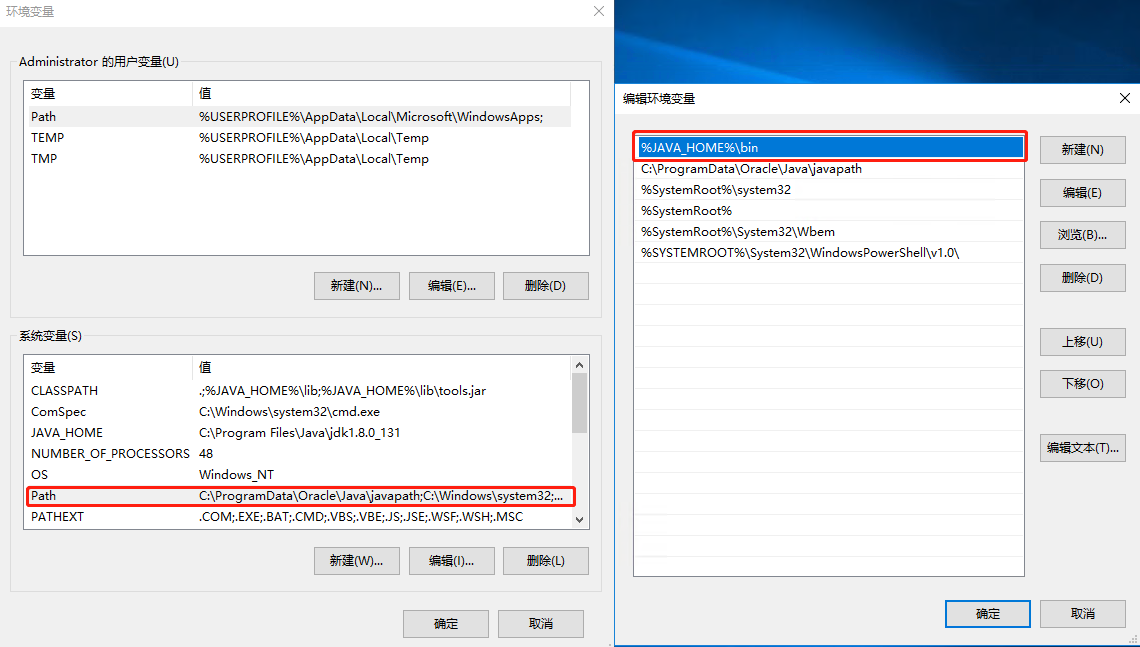 环境变量
Administrator 的用户变量(U)
变量 值
Path %USERPROFILE%\AppData\Local\Microsoft\WindowsApps;
TEMP %USERPROFILE%\AppData\Local\Temp
TMP %USERPROFILE%\AppData\Local\Temp
新建(N)... 编辑(E)... 删除(D)
系统变量(S)
变量 值
CLASSPATH .;%JAVA_HOME%\lib;%JAVA_HOME%\lib\tools.jar
ComSpec C:\Windows\system32\cmd.exe
JAVA_HOME C:\Program Files\Java\jdk1.8.0_131
NUMBER_OF_PROCESSORS 48
OS Windows_NT
Path C:\ProgramData\Oracle\Java\javapath;C:\Windows\system32;...
PATHEXT .COM;.EXE;.BAT;.CMD;.VBS;.VBE;.JS;.JSE;.WSF;.WSH;.MSC
新建(W)... 编辑(I)... 删除(L)
确定 取消
编辑环境变量
%JAVA_HOME%\bin
C:\ProgramData\Oracle\Java\javapath
%SystemRoot%\system32
%SystemRoot%
%SystemRoot%\System32\Wbem
%SYSTEMROOT%\System32\WindowsPowerShell\v1.0\
新建(N)
编辑(E)
浏览(B)...
删除(D)
上移(U)
下移(O)
编辑文本(T)...
确定 取消